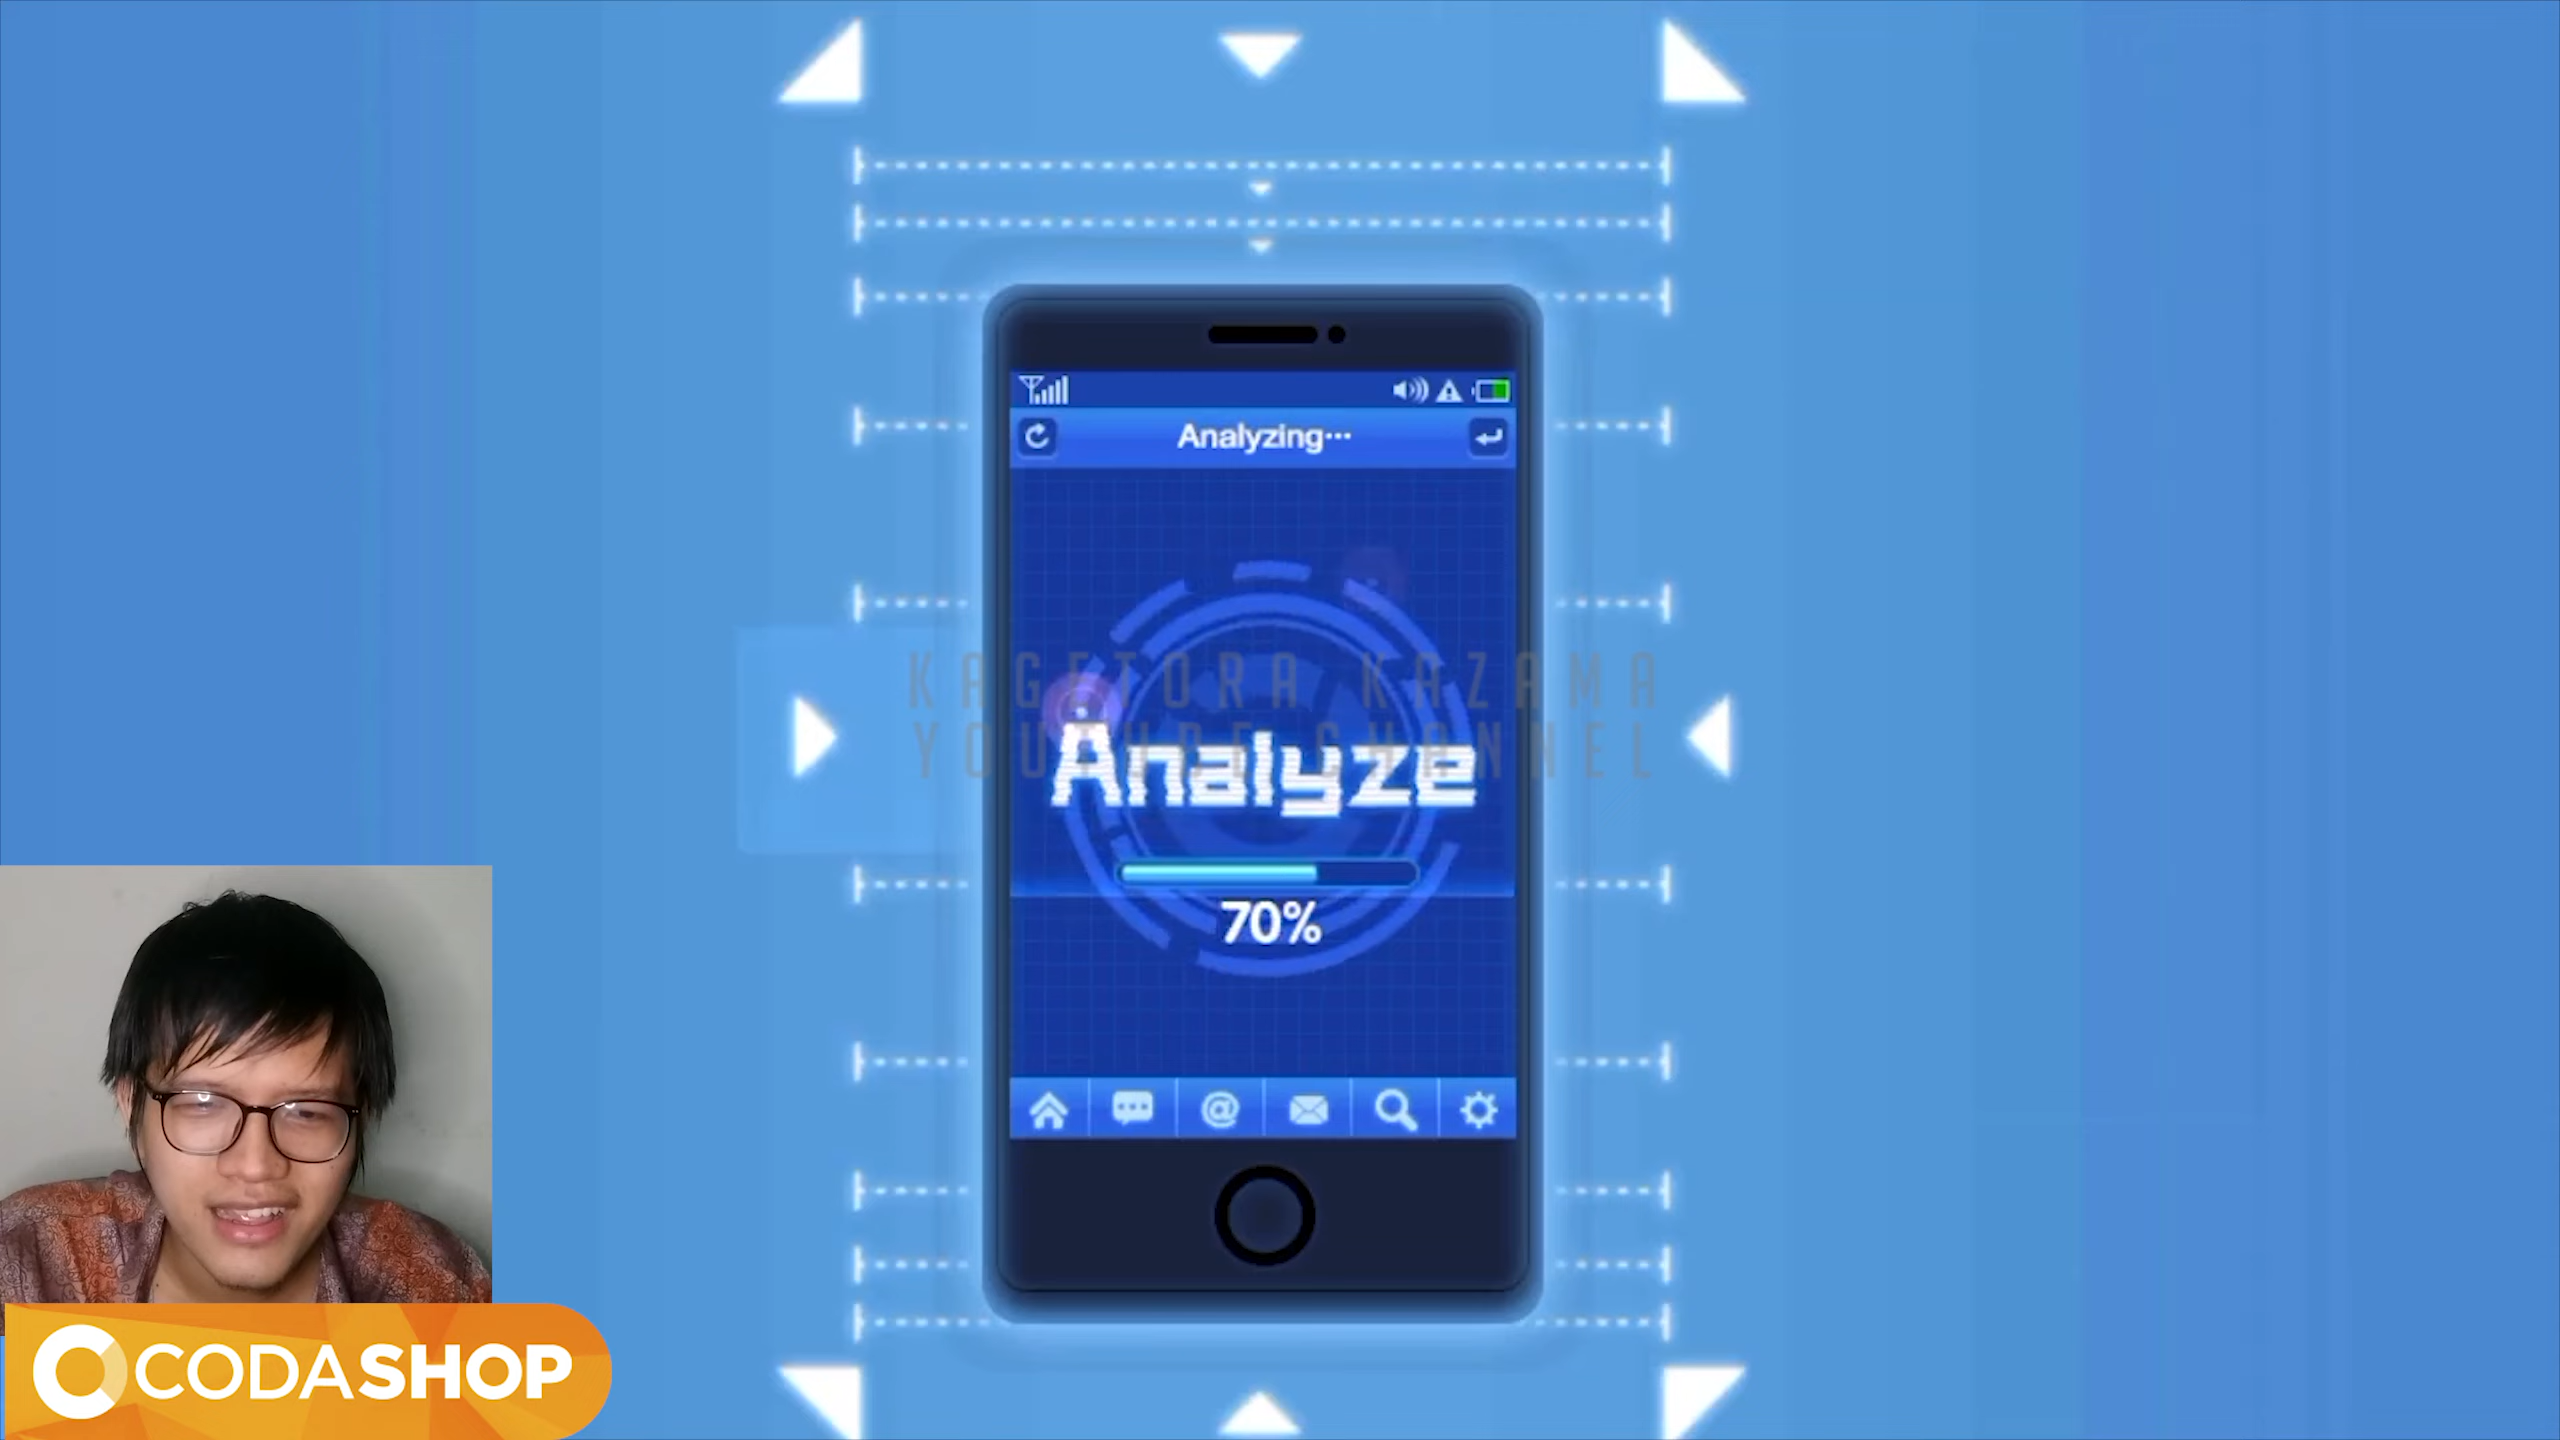 Analyzing…
KAGETORA KAZAMA
YOUTUBE CHANNEL
Analyze
70%
CODASHOP